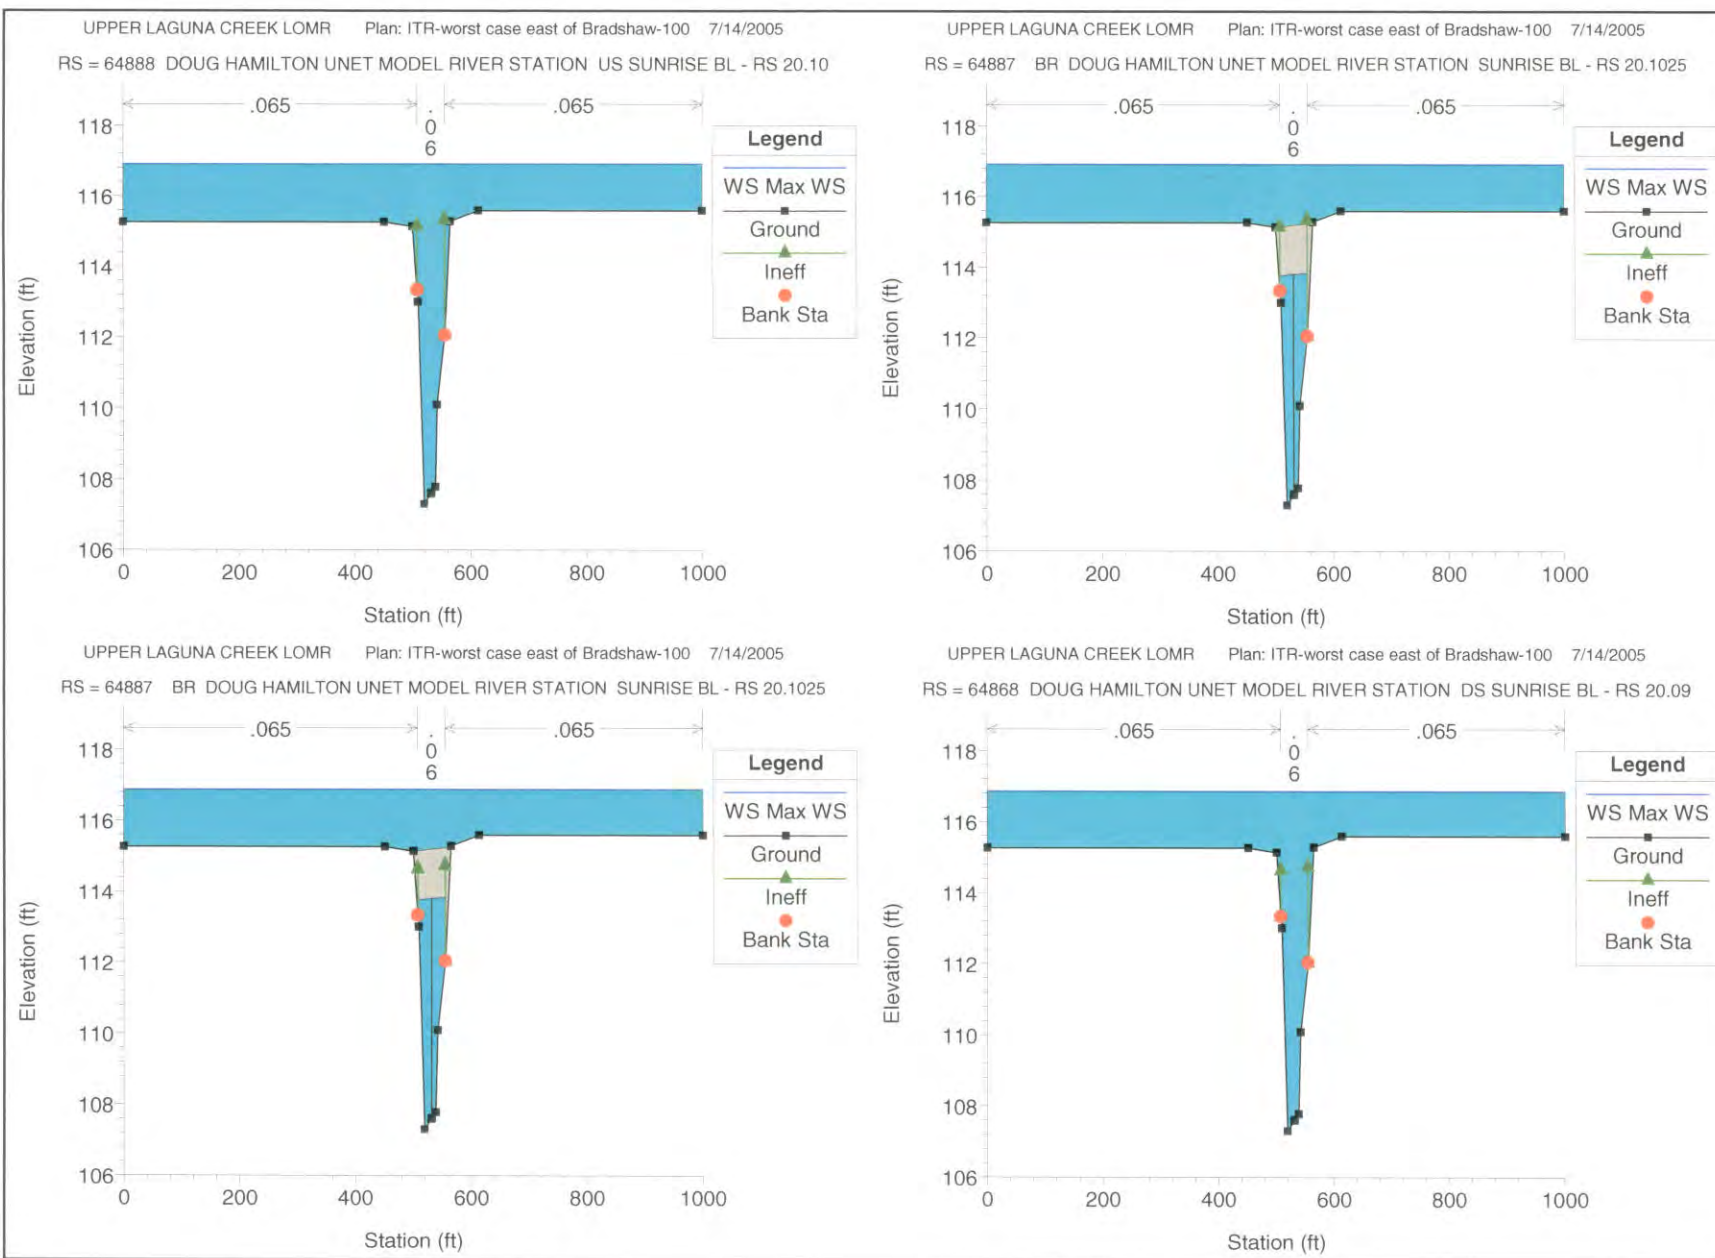 UPPER LAGUNA CREEK LOMR Plan: ITR-worst case east of Bradshaw-100 7/14/2005
RS = 64888 DOUG HAMILTON UNET MODEL RIVER STATION US SUNRISE BL - RS 20.10
.065
.06
.065
118
116
114
112
110
108
106
Elevation (ft)
0 200 400 600 800 1000
Station (ft)
Legend
WS Max WS
Ground
Ineff
Bank Sta
UPPER LAGUNA CREEK LOMR Plan: ITR-worst case east of Bradshaw-100 7/14/2005
RS = 64887 BR DOUG HAMILTON UNET MODEL RIVER STATION SUNRISE BL - RS 20.1025
.065
.06
.065
118
116
114
112
110
108
106
Elevation (ft)
0 200 400 600 800 1000
Station (ft)
Legend
WS Max WS
Ground
Ineff
Bank Sta
UPPER LAGUNA CREEK LOMR Plan: ITR-worst case east of Bradshaw-100 7/14/2005
RS = 64887 BR DOUG HAMILTON UNET MODEL RIVER STATION SUNRISE BL - RS 20.1025
.065
.06
.065
118
116
114
112
110
108
106
Elevation (ft)
0 200 400 600 800 1000
Station (ft)
Legend
WS Max WS
Ground
Ineff
Bank Sta
UPPER LAGUNA CREEK LOMR Plan: ITR-worst case east of Bradshaw-100 7/14/2005
RS = 64868 DOUG HAMILTON UNET MODEL RIVER STATION DS SUNRISE BL - RS 20.09
.065
.06
.065
118
116
114
112
110
108
106
Elevation (ft)
0 200 400 600 800 1000
Station (ft)
Legend
WS Max WS
Ground
Ineff
Bank Sta